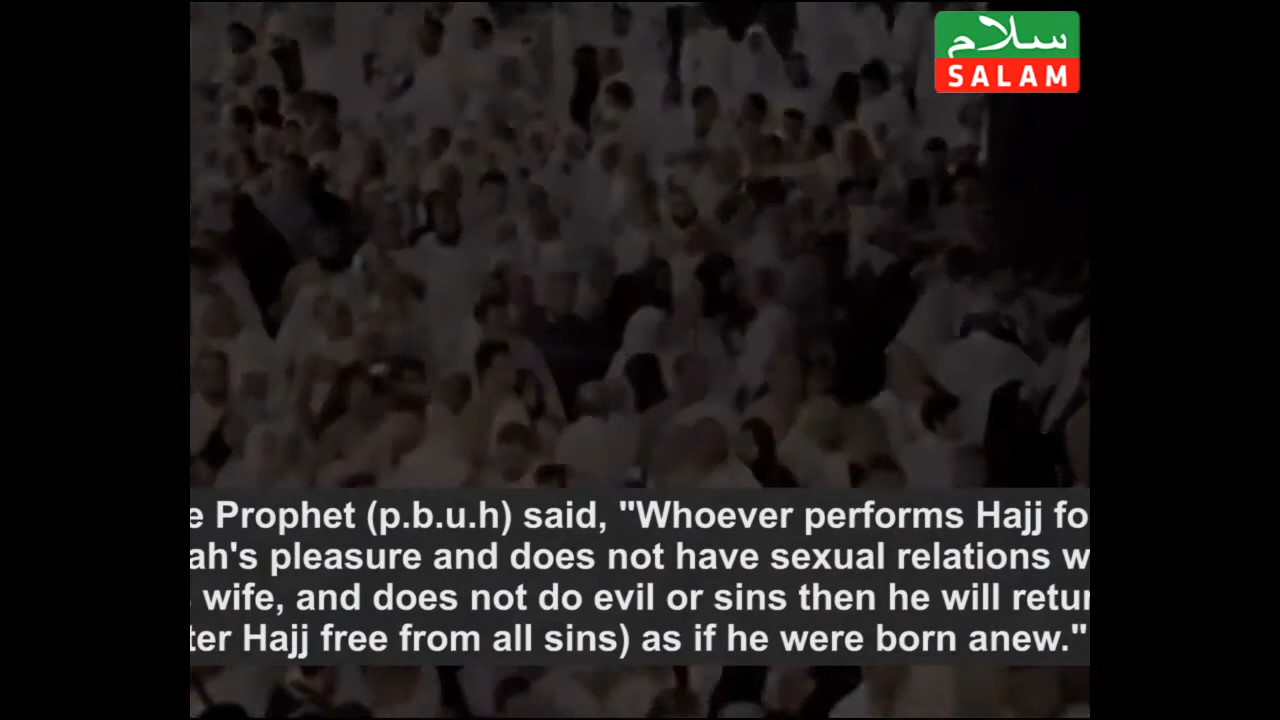 سلام
SALAM
e Prophet (p.b.u.h) said, "Whoever performs Hajj fo
ah's pleasure and does not have sexual relations w
wife, and does not do evil or sins then he will retur
ter Hajj free from all sins) as if he were born anew."